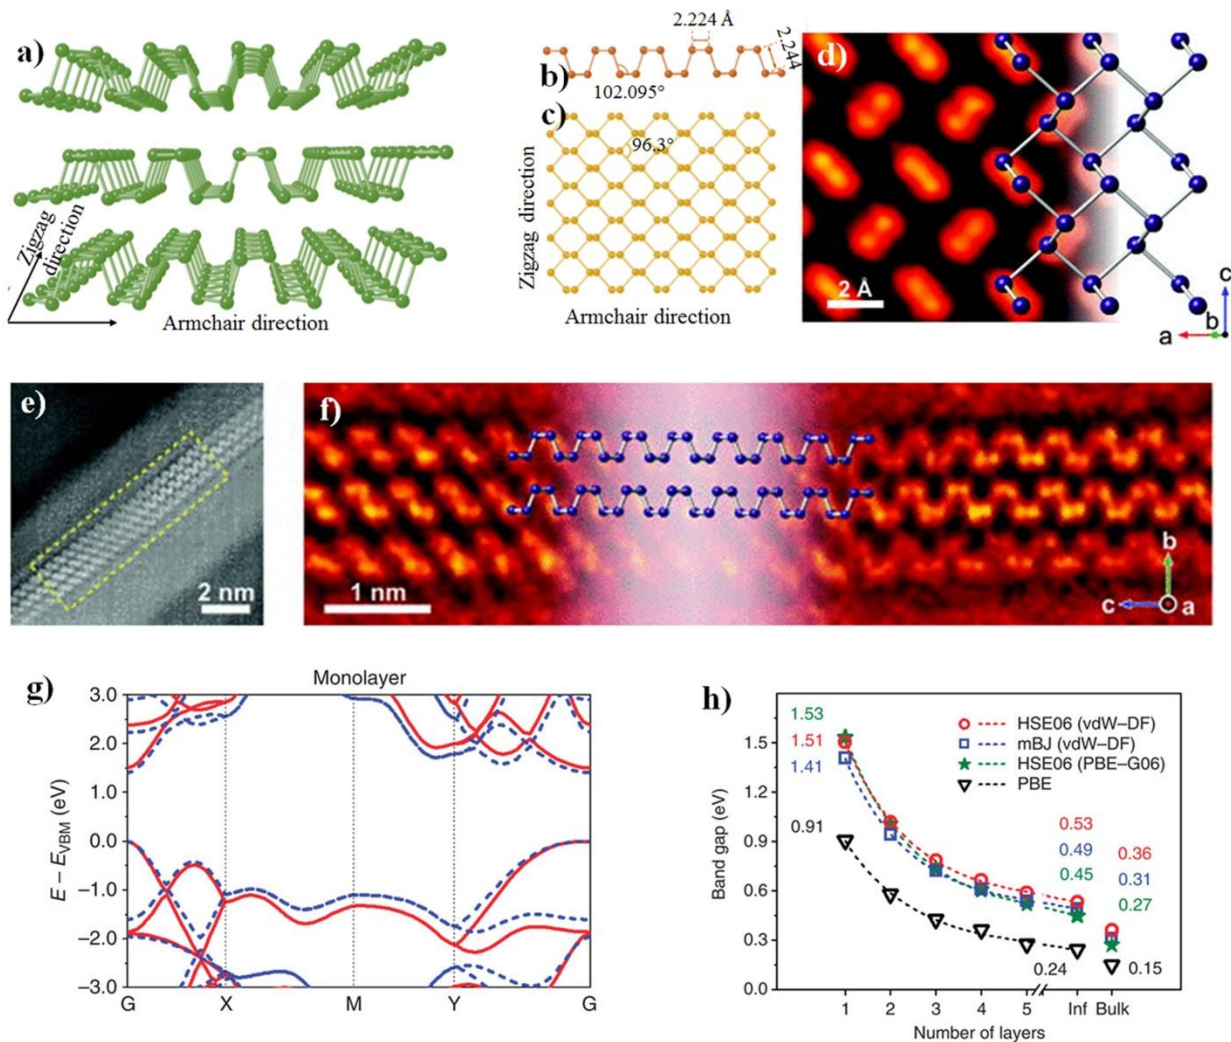 a)
Zigzag
direction
Armchair direction
2.224 Å
2.244
b)
102.095°
c)
96.3°
Zigzag direction
Armchair direction
d)
2 Å
c
b
a
e)
2 nm
f)
1 nm
b
c
a
g)
Monolayer
E – EVBM (eV)
3.0
2.0
1.0
0.0
–1.0
–2.0
–3.0
G
X
M
Y
G
h)
Band gap (eV)
1.5
1.2
0.9
0.6
0.3
0.0
1.53
1.51
1.41
0.91
HSE06 (vdW–DF)
mBJ (vdW–DF)
HSE06 (PBE–G06)
PBE
0.53
0.49
0.45
0.36
0.31
0.27
0.24
0.15
1 2 3 4 5 Inf Bulk
Number of layers